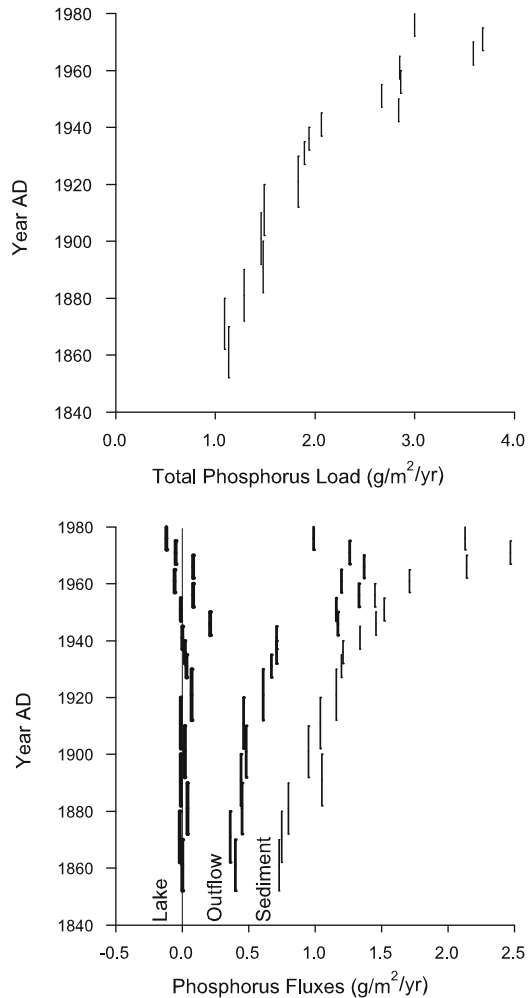 1980
1960
1940
1920
1900
1880
1860
1840
Year AD
0.0 1.0 2.0 3.0 4.0
Total Phosphorus Load (g/m²/yr)
1980
1960
1940
1920
1900
1880
1860
1840
Year AD
Lake
Outflow
Sediment
-0.5 0.0 0.5 1.0 1.5 2.0 2.5
Phosphorus Fluxes (g/m²/yr)